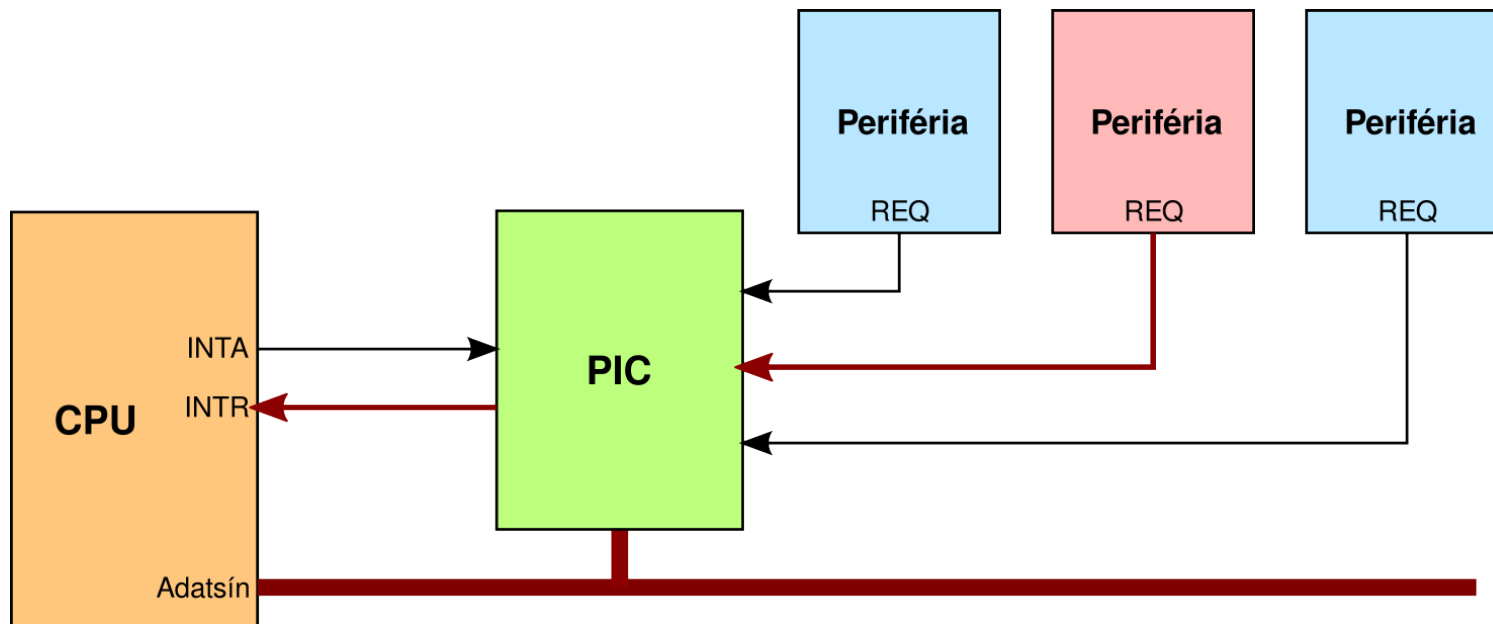 Periféria
Periféria
Periféria
REQ
REQ
REQ
INTA
PIC
INTR
CPU
Adatsín